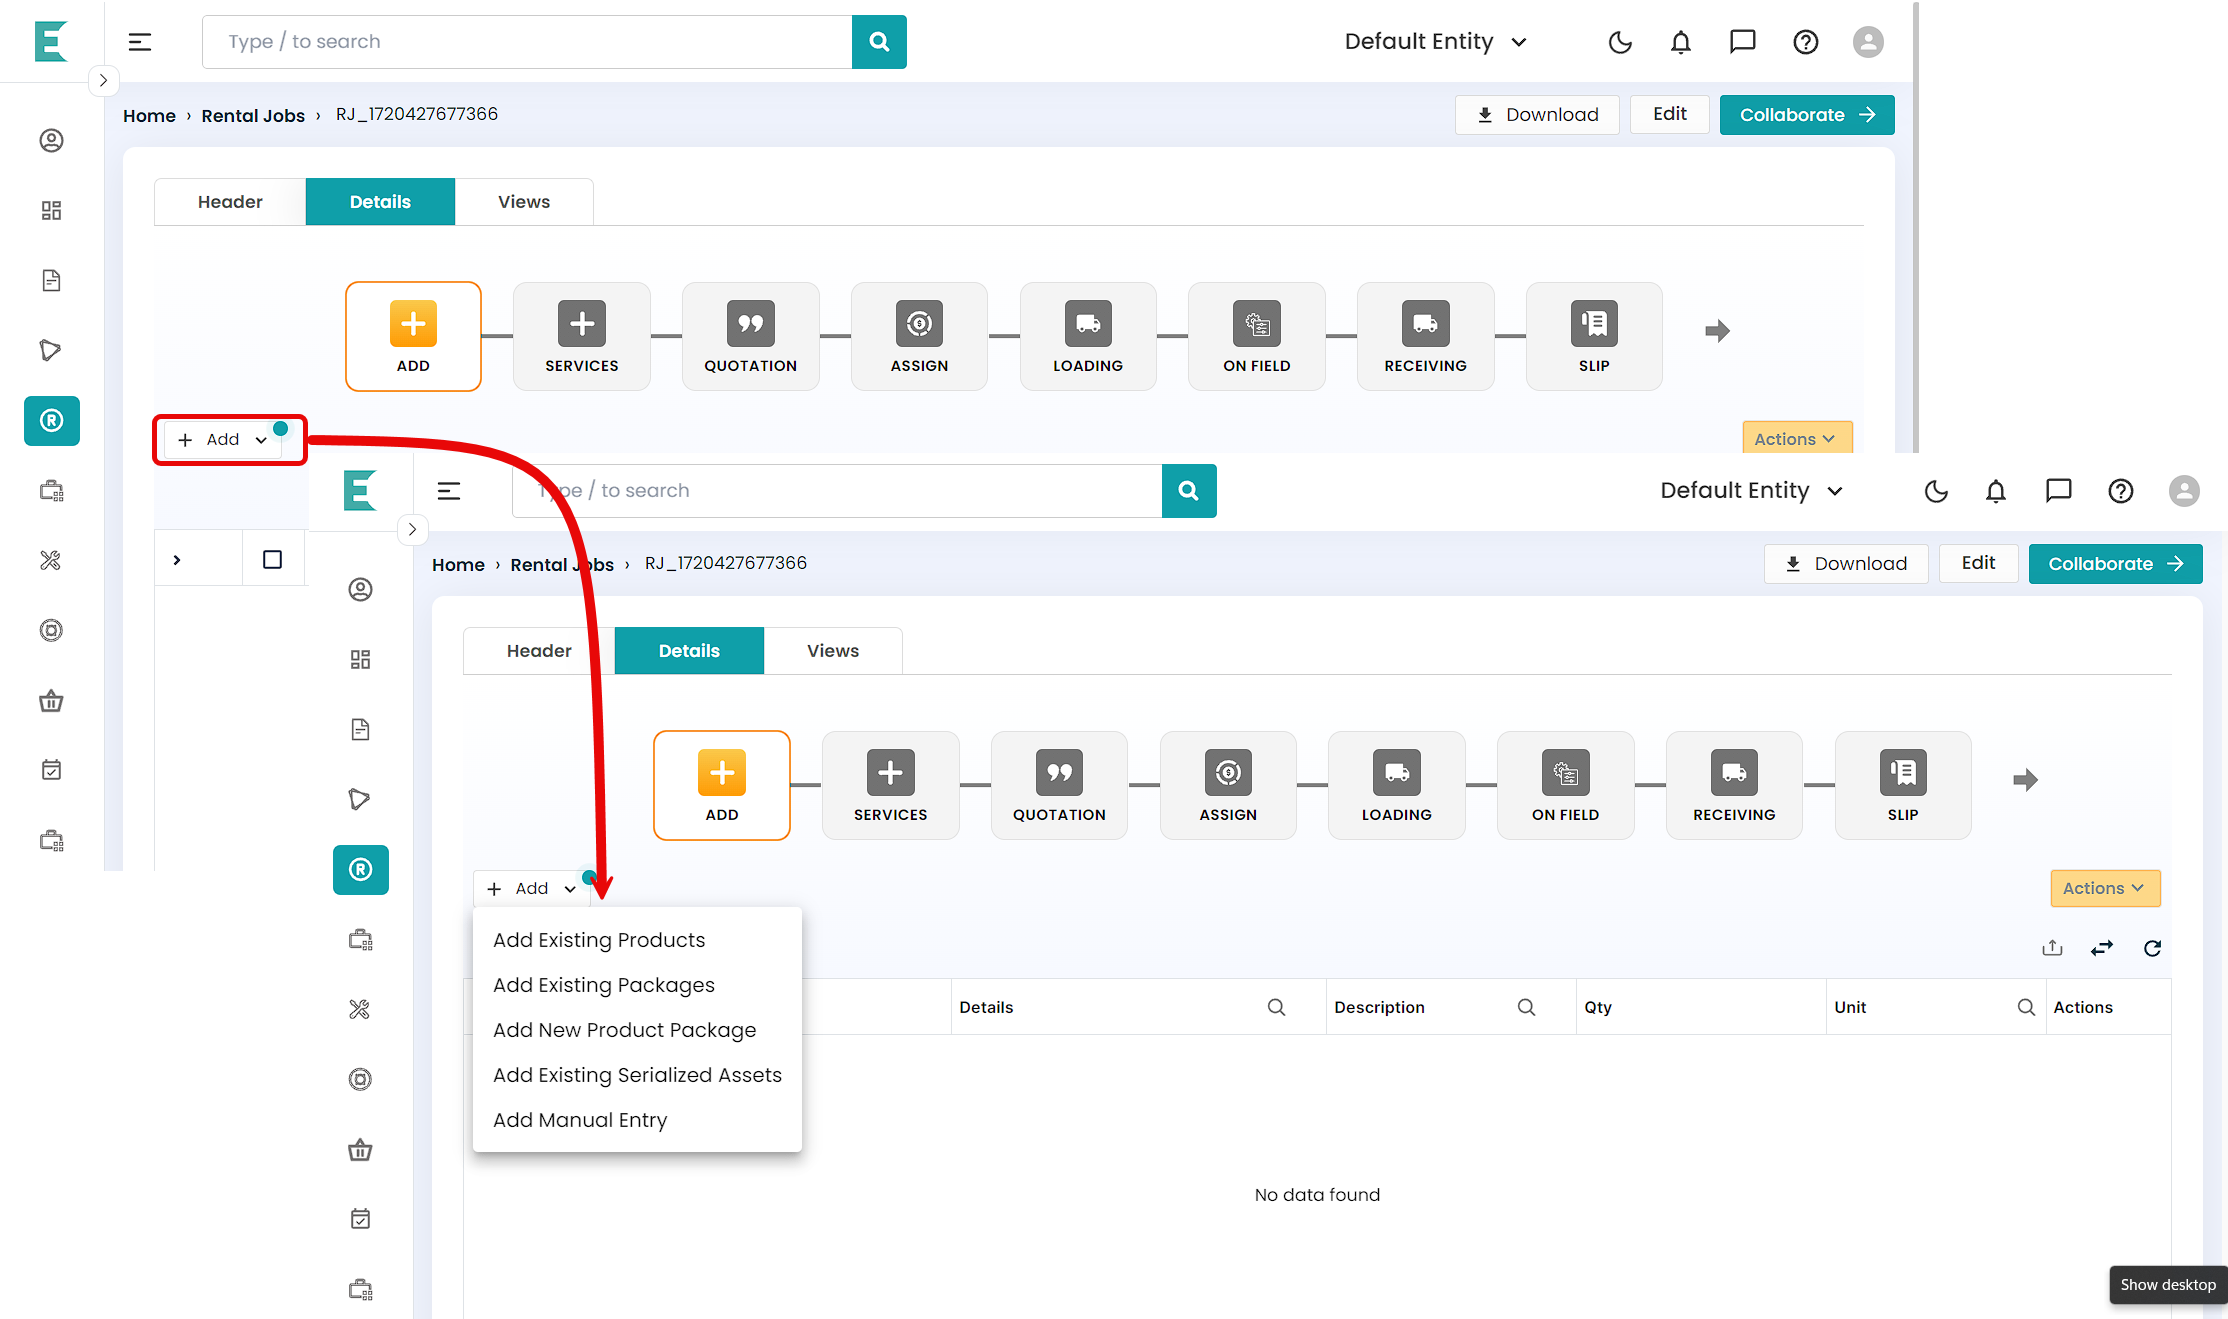 Type / to search
Default Entity
Home › Rental Jobs › RJ_1720427677366
Download
Edit
Collaborate
Header
Details
Views
ADD
SERVICES
QUOTATION
ASSIGN
LOADING
ON FIELD
RECEIVING
SLIP
Add
Actions
Type / to search
Default Entity
Home › Rental Jobs › RJ_1720427677366
Download
Edit
Collaborate
Header
Details
Views
ADD
SERVICES
QUOTATION
ASSIGN
LOADING
ON FIELD
RECEIVING
SLIP
Add
Actions
Add Existing Products
Add Existing Packages
Add New Product Package
Add Existing Serialized Assets
Add Manual Entry
Details
Description
Qty
Unit
Actions
No data found
Show desktop